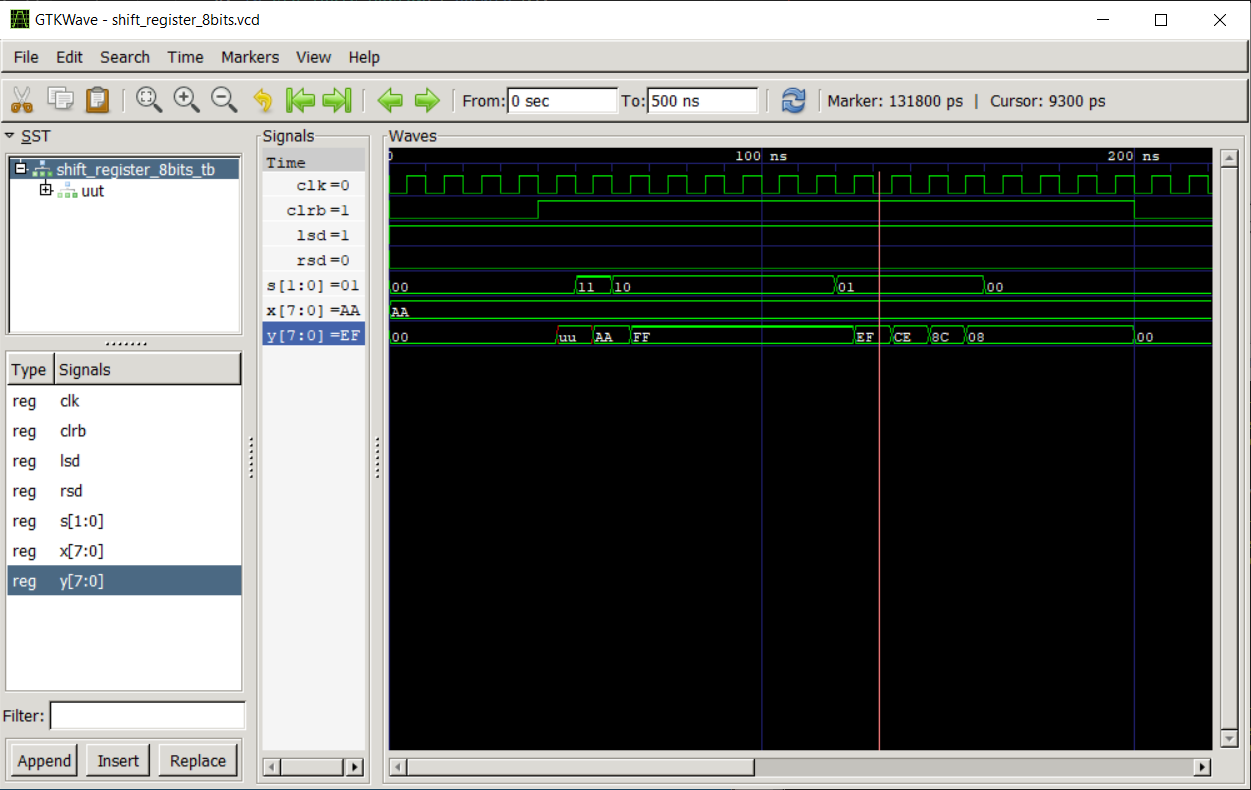 GTKWave - shift_register_8bits.vcd
File Edit Search Time Markers View Help
From: 0 sec To: 500 ns Marker: 131800 ps | Cursor: 9300 ps
SST
shift_register_8bits_tb
uut
Type Signals
reg clk
reg clrb
reg lsd
reg rsd
reg s[1:0]
reg x[7:0]
reg y[7:0]
Filter:
Append Insert Replace
Signals
Time
clk=0
clrb=1
lsd=1
rsd=0
s[1:0]=01
x[7:0]=AA
y[7:0]=EF
Waves
0 100 ns 200 ns
00 11 10 01 00
AA
00 uu AA FF EF CE 8C 08 00